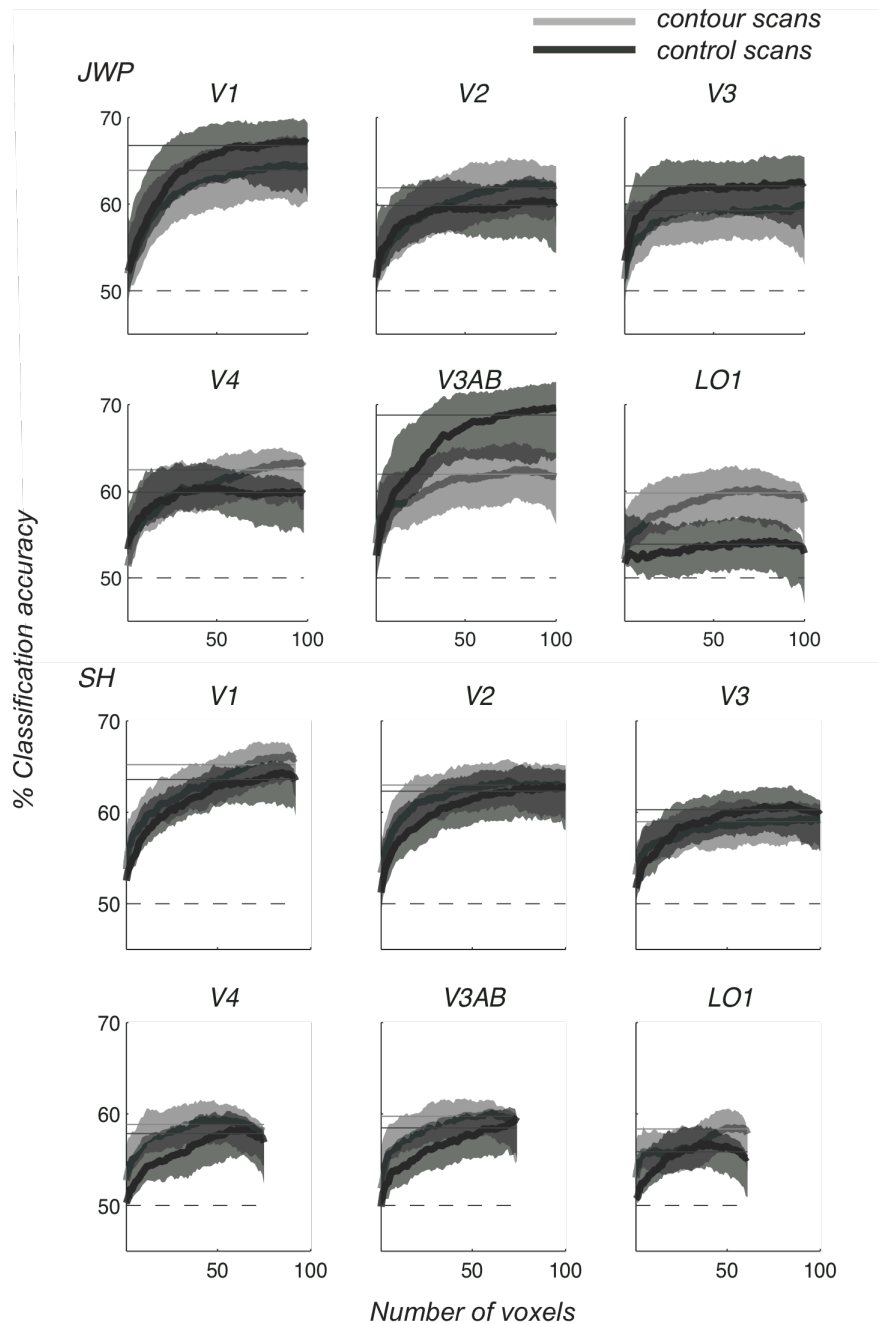 contour scans
control scans
JWP
V1 V2 V3
70
60
50
V4 V3AB LO1
70
60
50
50 100 50 100 50 100
SH
V1 V2 V3
70
60
50
V4 V3AB LO1
70
60
50
50 100 50 100 50 100
% Classification accuracy
Number of voxels